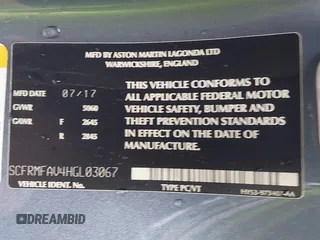 MFD BY ASTON MARTIN LAGONDA LTD
WARWICKSHIRE, ENGLAND
MFD DATE 07/17
GVWR 5060
GAWR F 2645
R 2845
THIS VEHICLE CONFORMS TO
ALL APPLICABLE FEDERAL MOTOR
VEHICLE SAFETY, BUMPER AND
THEFT PREVENTION STANDARDS
IN EFFECT ON THE DATE OF
MANUFACTURE.
SCFRMFAV4HGL03067
VEHICLE IDENT. NO.
TYPE PC/VT
DREAMBID